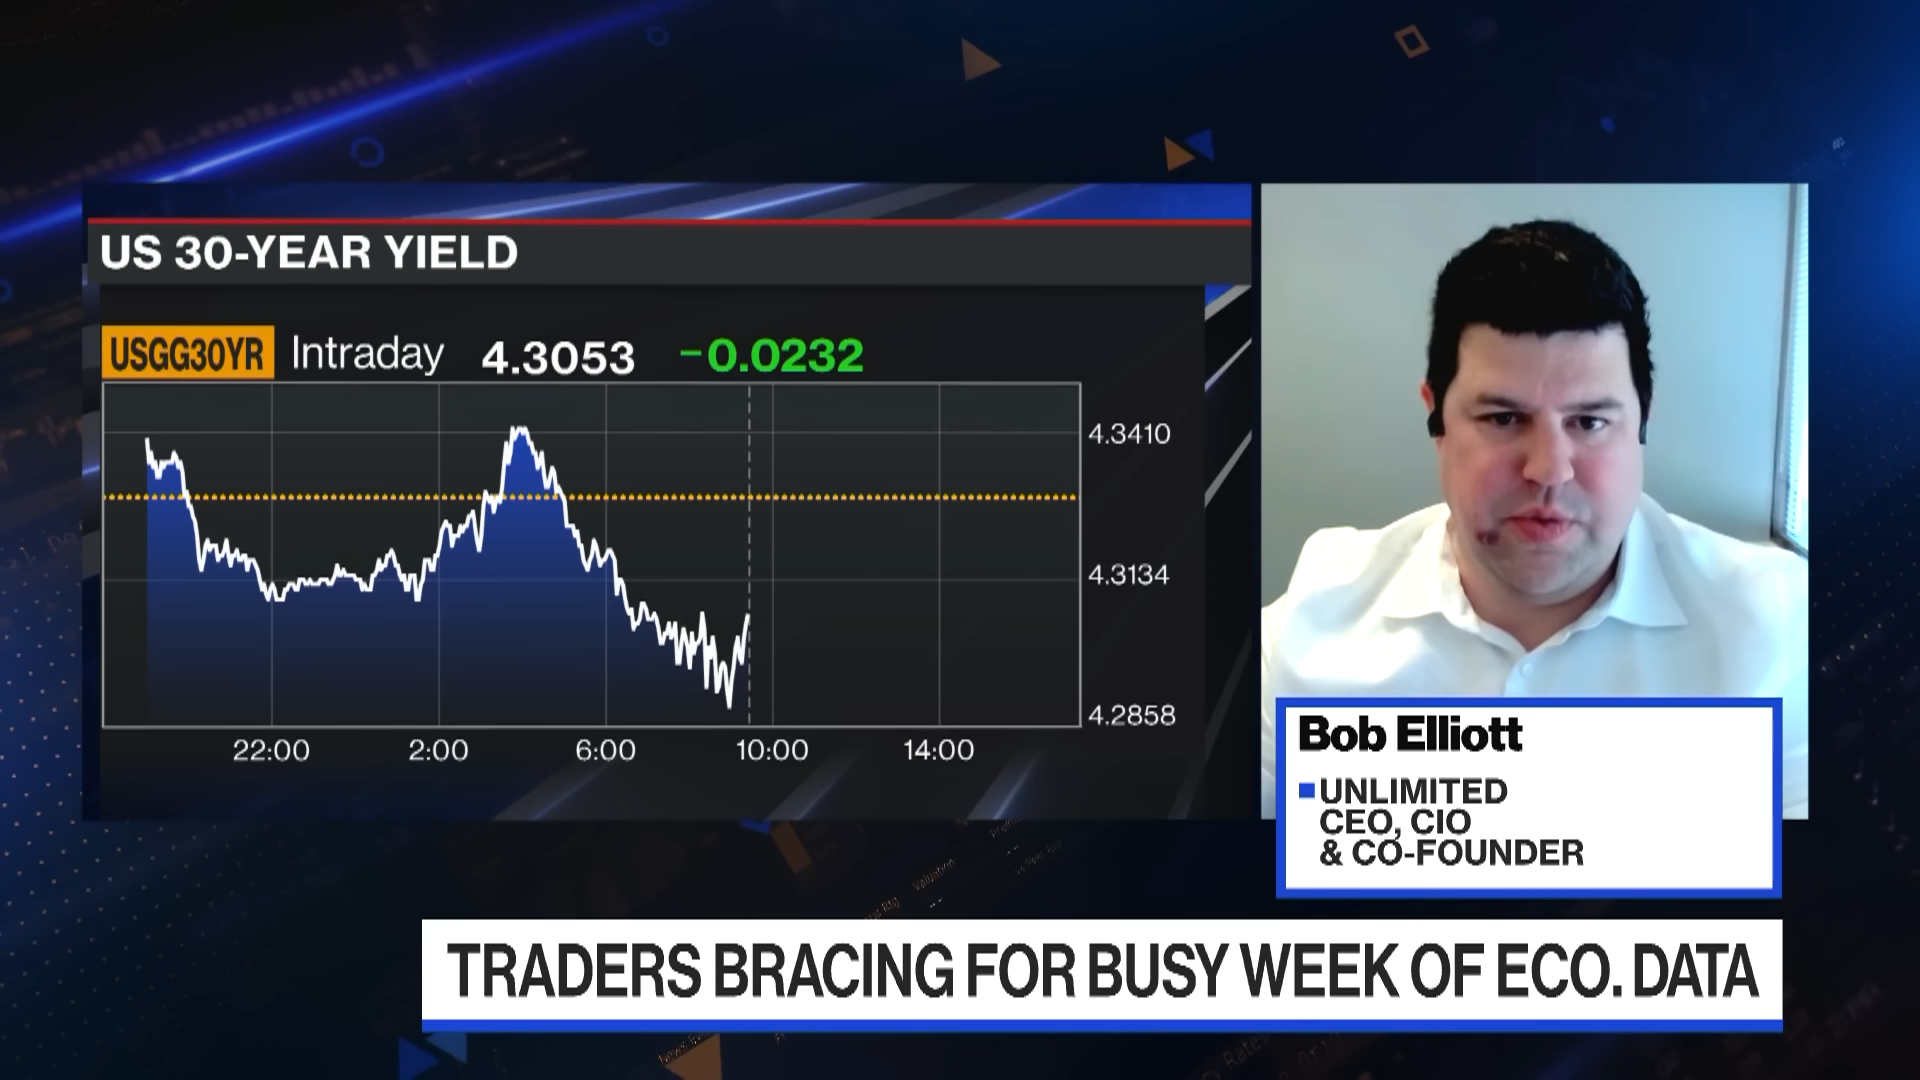 US 30-YEAR YIELD
USGG30YR Intraday 4.3053 -0.0232
4.3410
4.3134
4.2858
22:00 2:00 6:00 10:00 14:00
Bob Elliott
UNLIMITED
CEO, CIO
& CO-FOUNDER
Valuation
TRADERS BRACING FOR BUSY WEEK OF ECO. DATA